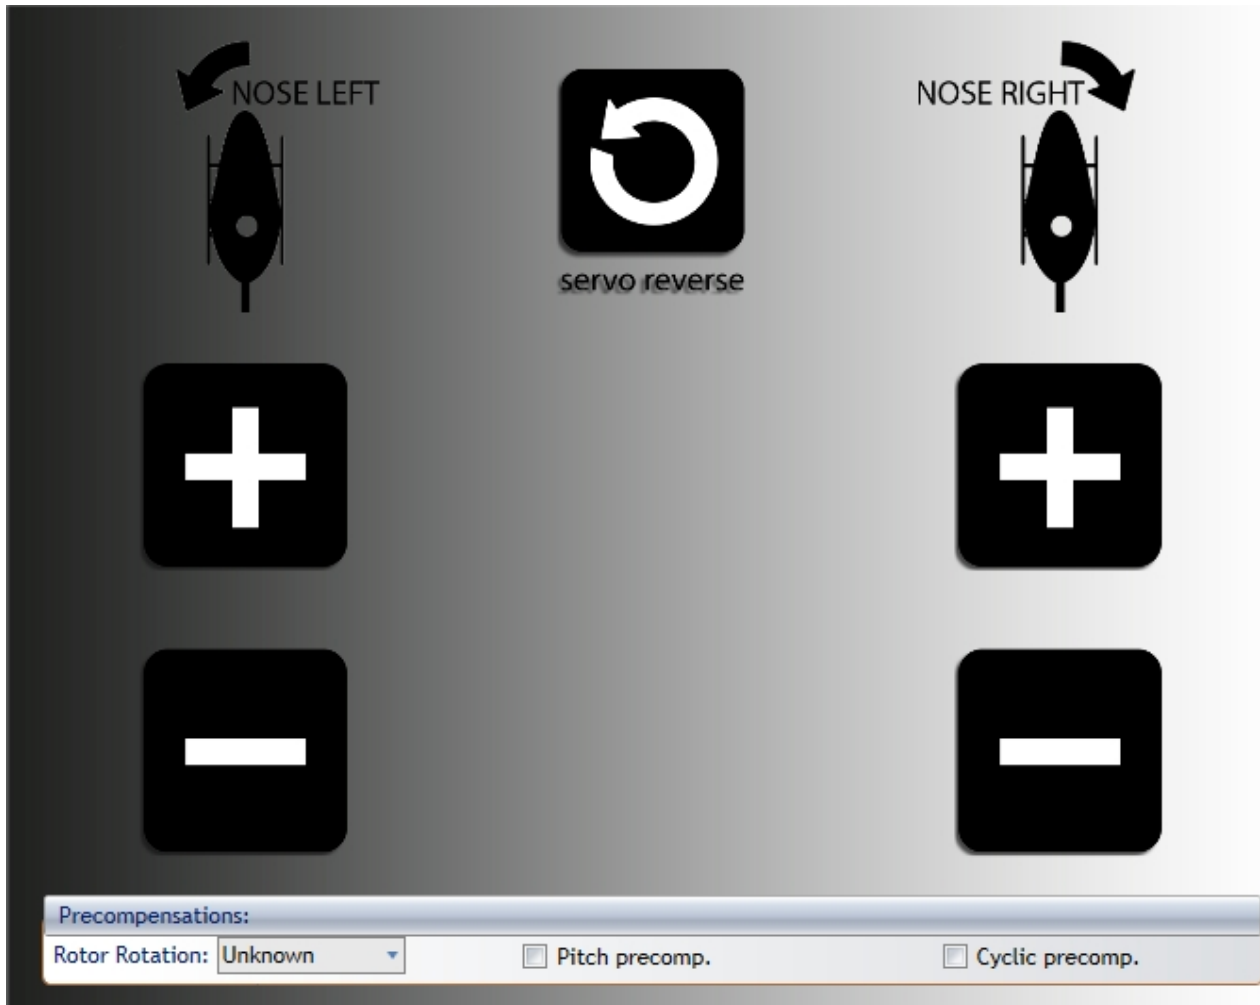 NOSE LEFT
NOSE RIGHT
servo reverse
Precompensations:
Rotor Rotation: Unknown
Pitch precomp.
Cyclic precomp.